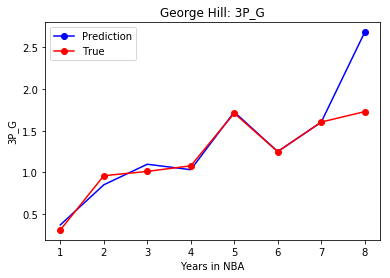 George Hill: 3P_G
Prediction
True
3P_G
2.5
2.0
1.5
1.0
0.5
1 2 3 4 5 6 7 8
Years in NBA